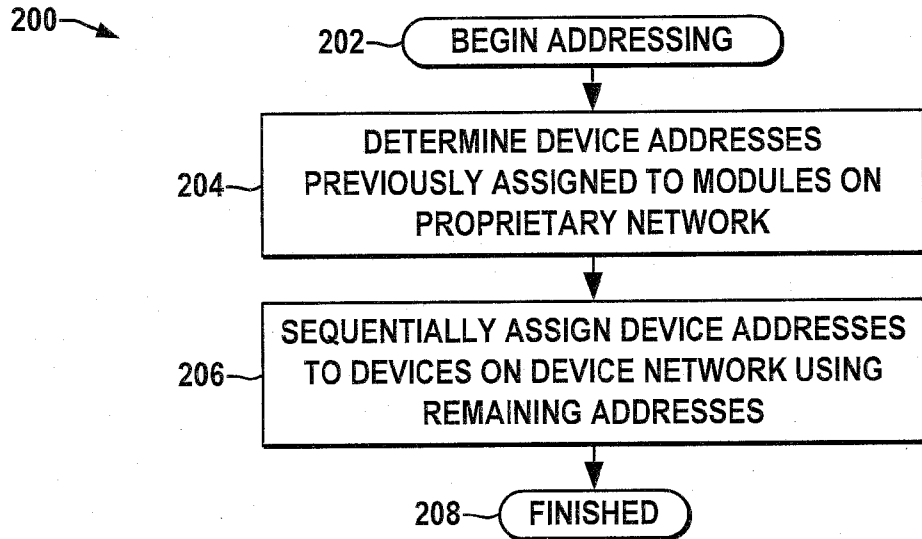 200
202
BEGIN ADDRESSING
204
DETERMINE DEVICE ADDRESSES
PREVIOUSLY ASSIGNED TO MODULES ON
PROPRIETARY NETWORK
206
SEQUENTIALLY ASSIGN DEVICE ADDRESSES
TO DEVICES ON DEVICE NETWORK USING
REMAINING ADDRESSES
208
FINISHED